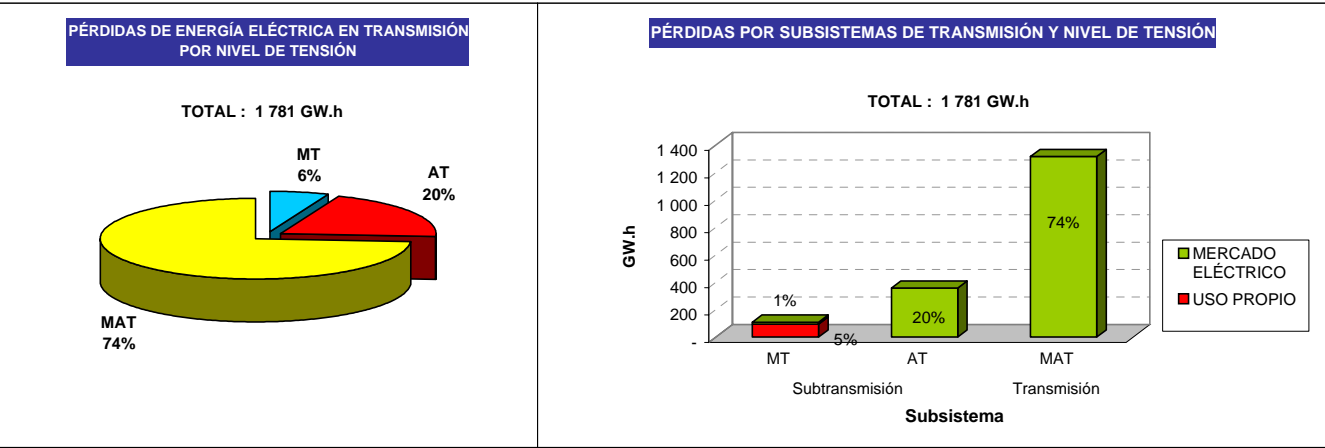 PÉRDIDAS DE ENERGÍA ELÉCTRICA EN TRANSMISIÓN
POR NIVEL DE TENSIÓN
TOTAL : 1 781 GW.h
MT
6%
AT
20%
MAT
74%
PÉRDIDAS POR SUBSISTEMAS DE TRANSMISIÓN Y NIVEL DE TENSIÓN
TOTAL : 1 781 GW.h
GW.h
1 400
1 200
1 000
800
600
400
200
-
1%
5%
20%
74%
MT
AT
MAT
Subtransmisión
Transmisión
Subsistema
MERCADO
ELÉCTRICO
USO PROPIO